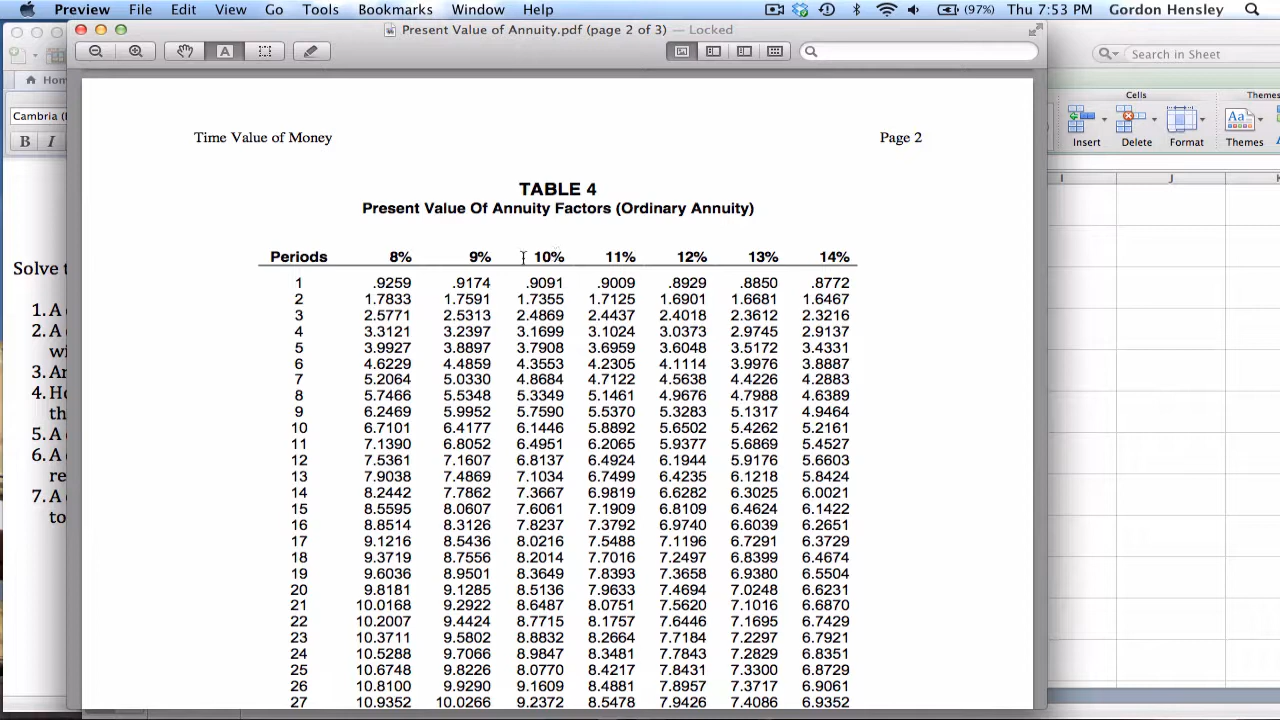 Preview File Edit View Go Tools Bookmarks Window Help (97%) Thu 7:53 PM Gordon Hensley
Present Value of Annuity.pdf (page 2 of 3) — Locked
Search in Sheet
Cells Themes
Insert Delete Format Themes
Cambria
B I
A
Time Value of Money Page 2
TABLE 4
Present Value Of Annuity Factors (Ordinary Annuity)
Periods 8% 9% 10% 11% 12% 13% 14%
1 .9259 .9174 .9091 .9009 .8929 .8850 .8772
2 1.7833 1.7591 1.7355 1.7125 1.6901 1.6681 1.6467
3 2.5771 2.5313 2.4869 2.4437 2.4018 2.3612 2.3216
4 3.3121 3.2397 3.1699 3.1024 3.0373 2.9745 2.9137
5 3.9927 3.8897 3.7908 3.6959 3.6048 3.5172 3.4331
6 4.6229 4.4859 4.3553 4.2305 4.1114 3.9976 3.8887
7 5.2064 5.0330 4.8684 4.7122 4.5638 4.4226 4.2883
8 5.7466 5.5348 5.3349 5.1461 4.9676 4.7988 4.6389
9 6.2469 5.9952 5.7590 5.5370 5.3283 5.1317 4.9464
10 6.7101 6.4177 6.1446 5.8892 5.6502 5.4262 5.2161
11 7.1390 6.8052 6.4951 6.2065 5.9377 5.6869 5.4527
12 7.5361 7.1607 6.8137 6.4924 6.1944 5.9176 5.6603
13 7.9038 7.4869 7.1034 6.7499 6.4235 6.1218 5.8424
14 8.2442 7.7862 7.3667 6.9819 6.6282 6.3025 6.0021
15 8.5595 8.0607 7.6061 7.1909 6.8109 6.4624 6.1422
16 8.8514 8.3126 7.8237 7.3792 6.9740 6.6039 6.2651
17 9.1216 8.5436 8.0216 7.5488 7.1196 6.7291 6.3729
18 9.3719 8.7556 8.2014 7.7016 7.2497 6.8399 6.4674
19 9.6036 8.9501 8.3649 7.8393 7.3658 6.9380 6.5504
20 9.8181 9.1285 8.5136 7.9633 7.4694 7.0248 6.6231
21 10.0168 9.2922 8.6487 8.0751 7.5620 7.1016 6.6870
22 10.2007 9.4424 8.7715 8.1757 7.6446 7.1695 6.7429
23 10.3711 9.5802 8.8832 8.2664 7.7184 7.2297 6.7921
24 10.5288 9.7066 8.9847 8.3481 7.7843 7.2829 6.8351
25 10.6748 9.8226 8.0770 8.4217 7.8431 7.3300 6.8729
26 10.8100 9.9290 9.1609 8.4881 7.8957 7.3717 6.9061
27 10.9352 10.0266 9.2372 8.5478 7.9426 7.4086 6.9352
Solve
1. A
2. A
3.
4.
5. A
6. A
7. A
to
I J